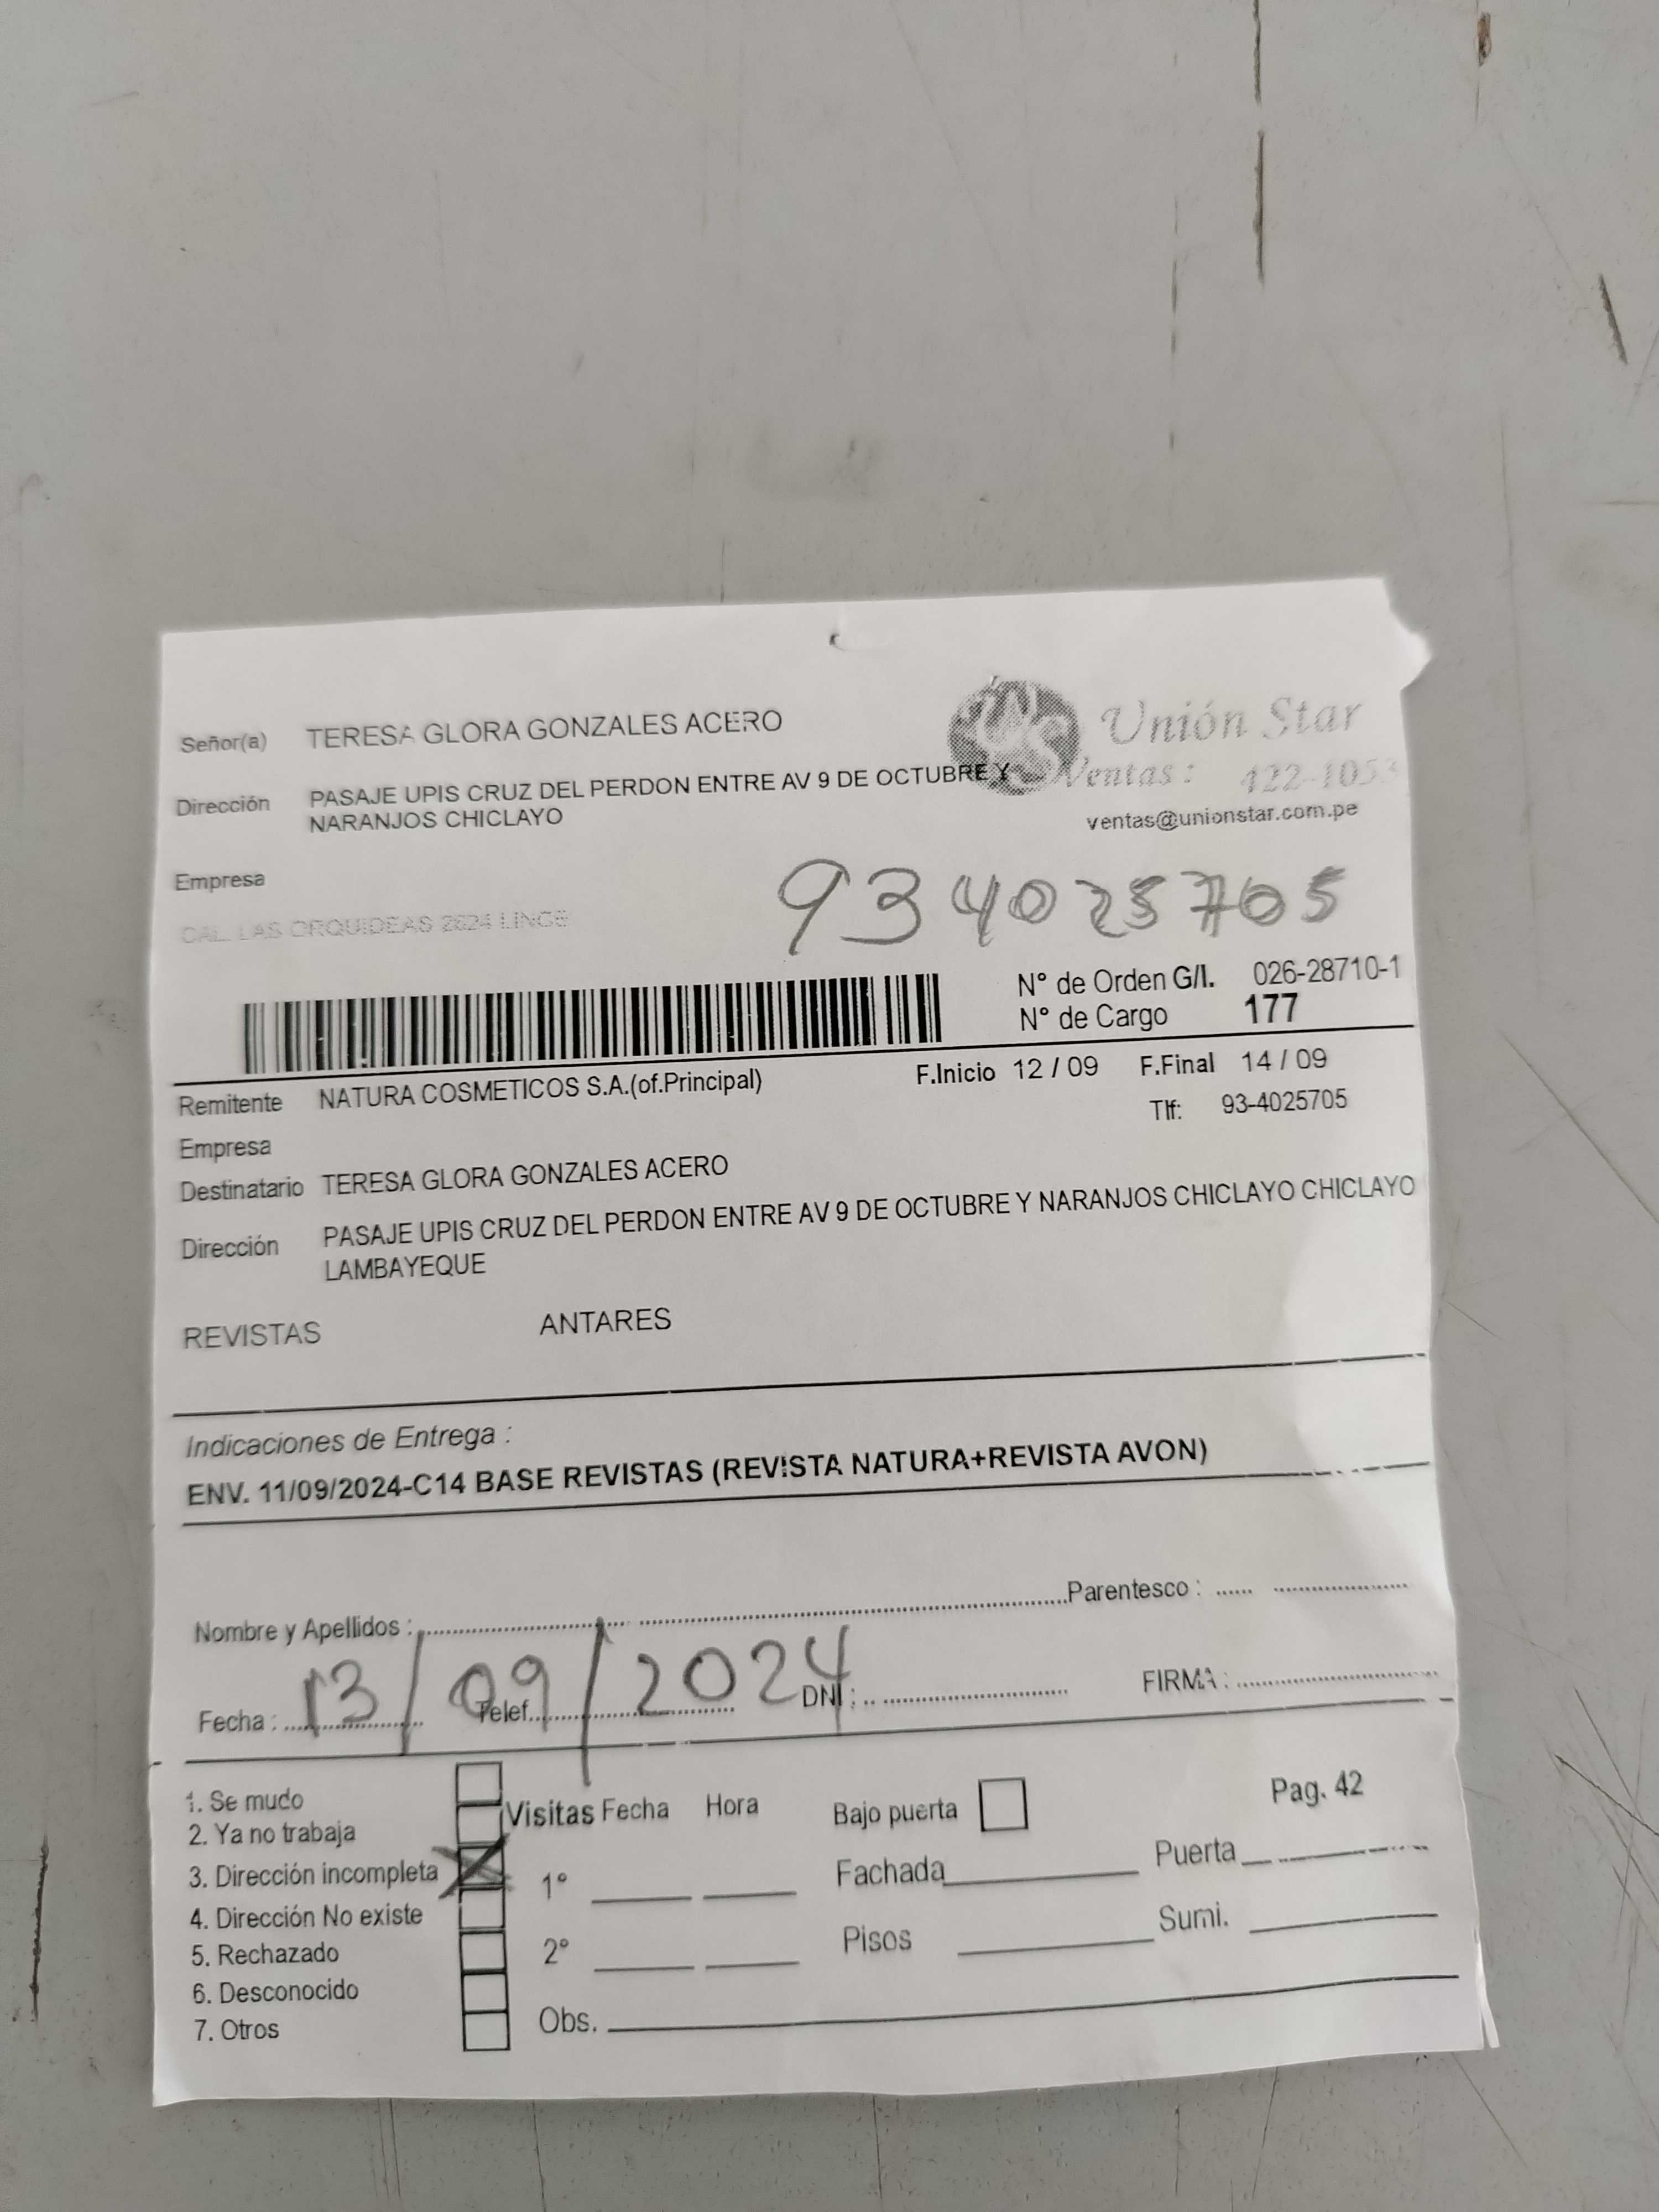 Señor(a) TERESA GLORA GONZALES ACERO
Unión Star
Dirección PASAJE UPIS CRUZ DEL PERDON ENTRE AV 9 DE OCTUBRE Y
NARANJOS CHICLAYO
Ventas: 422-1053
ventas@unionstar.com.pe
Empresa
934025705
CAL. LAS ORQUIDEAS 2624 LINCE
N° de Orden G/I. 026-28710-1
N° de Cargo 177
Remitente NATURA COSMETICOS S.A.(of.Principal) F.Inicio 12 / 09 F.Final 14 / 09
Tlf: 93-4025705
Empresa
Destinatario TERESA GLORA GONZALES ACERO
Dirección PASAJE UPIS CRUZ DEL PERDON ENTRE AV 9 DE OCTUBRE Y NARANJOS CHICLAYO CHICLAYO
LAMBAYEQUE
REVISTAS ANTARES
Indicaciones de Entrega :
ENV. 11/09/2024-C14 BASE REVISTAS (REVISTA NATURA+REVISTA AVON)
Nombre y Apellidos : Parentesco :
13/09/2024
Fecha : Telef. DNI : FIRMA :
1. Se mudo
2. Ya no trabaja
3. Dirección incompleta X
4. Dirección No existe
5. Rechazado
6. Desconocido
7. Otros
Visitas Fecha Hora
1°
2°
Obs.
Bajo puerta
Fachada
Pisos
Pag. 42
Puerta
Sumi.